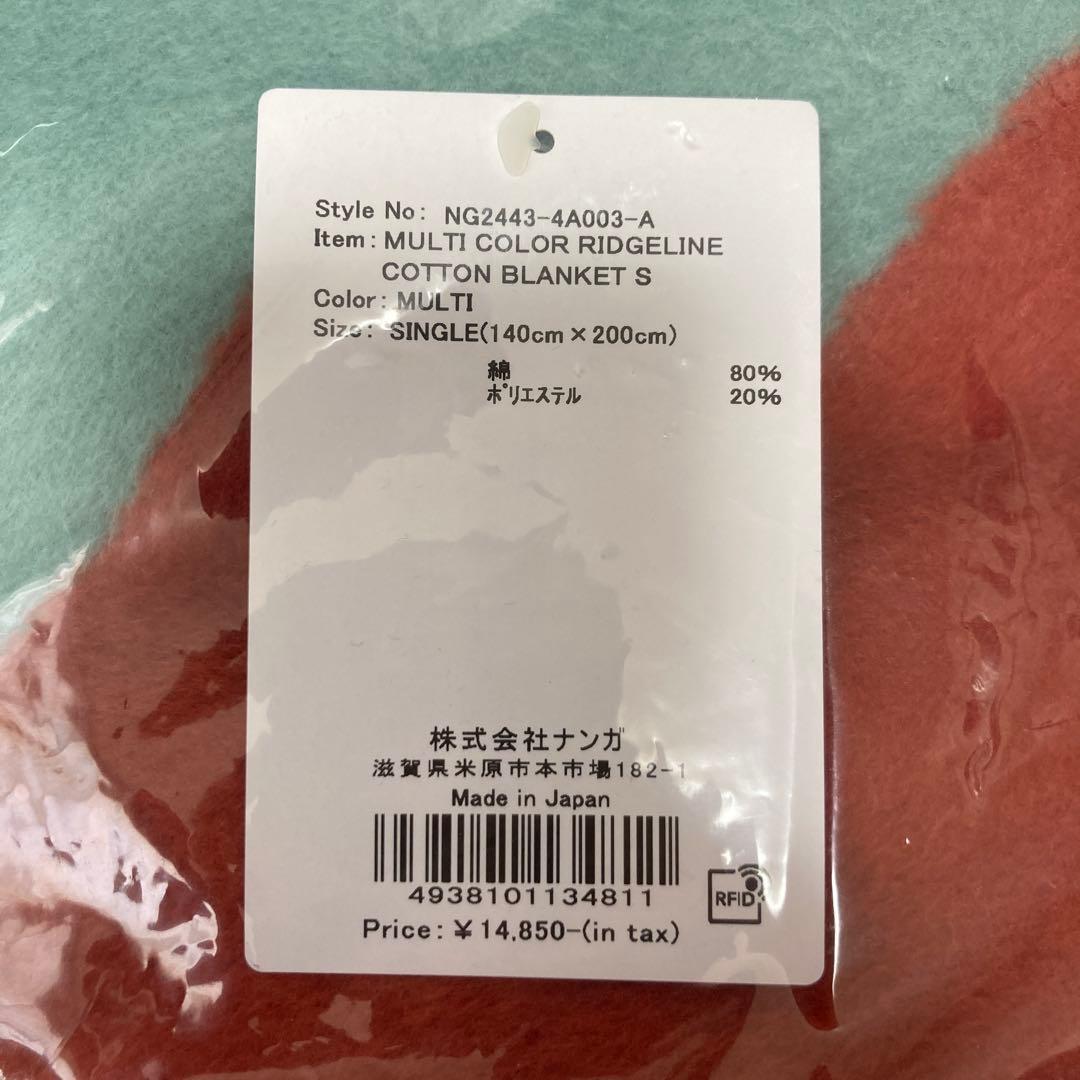 Style No: NG2443-4A003-A
Item: MULTI COLOR RIDGELINE
COTTON BLANKET S
Color: MULTI
Size: SINGLE(140cm×200cm)
綿 80%
ポリエステル 20%
株式会社ナンガ
滋賀県米原市本市場182-1
Made in Japan
4938101134811
RFID
Price: ¥14,850-(in tax)